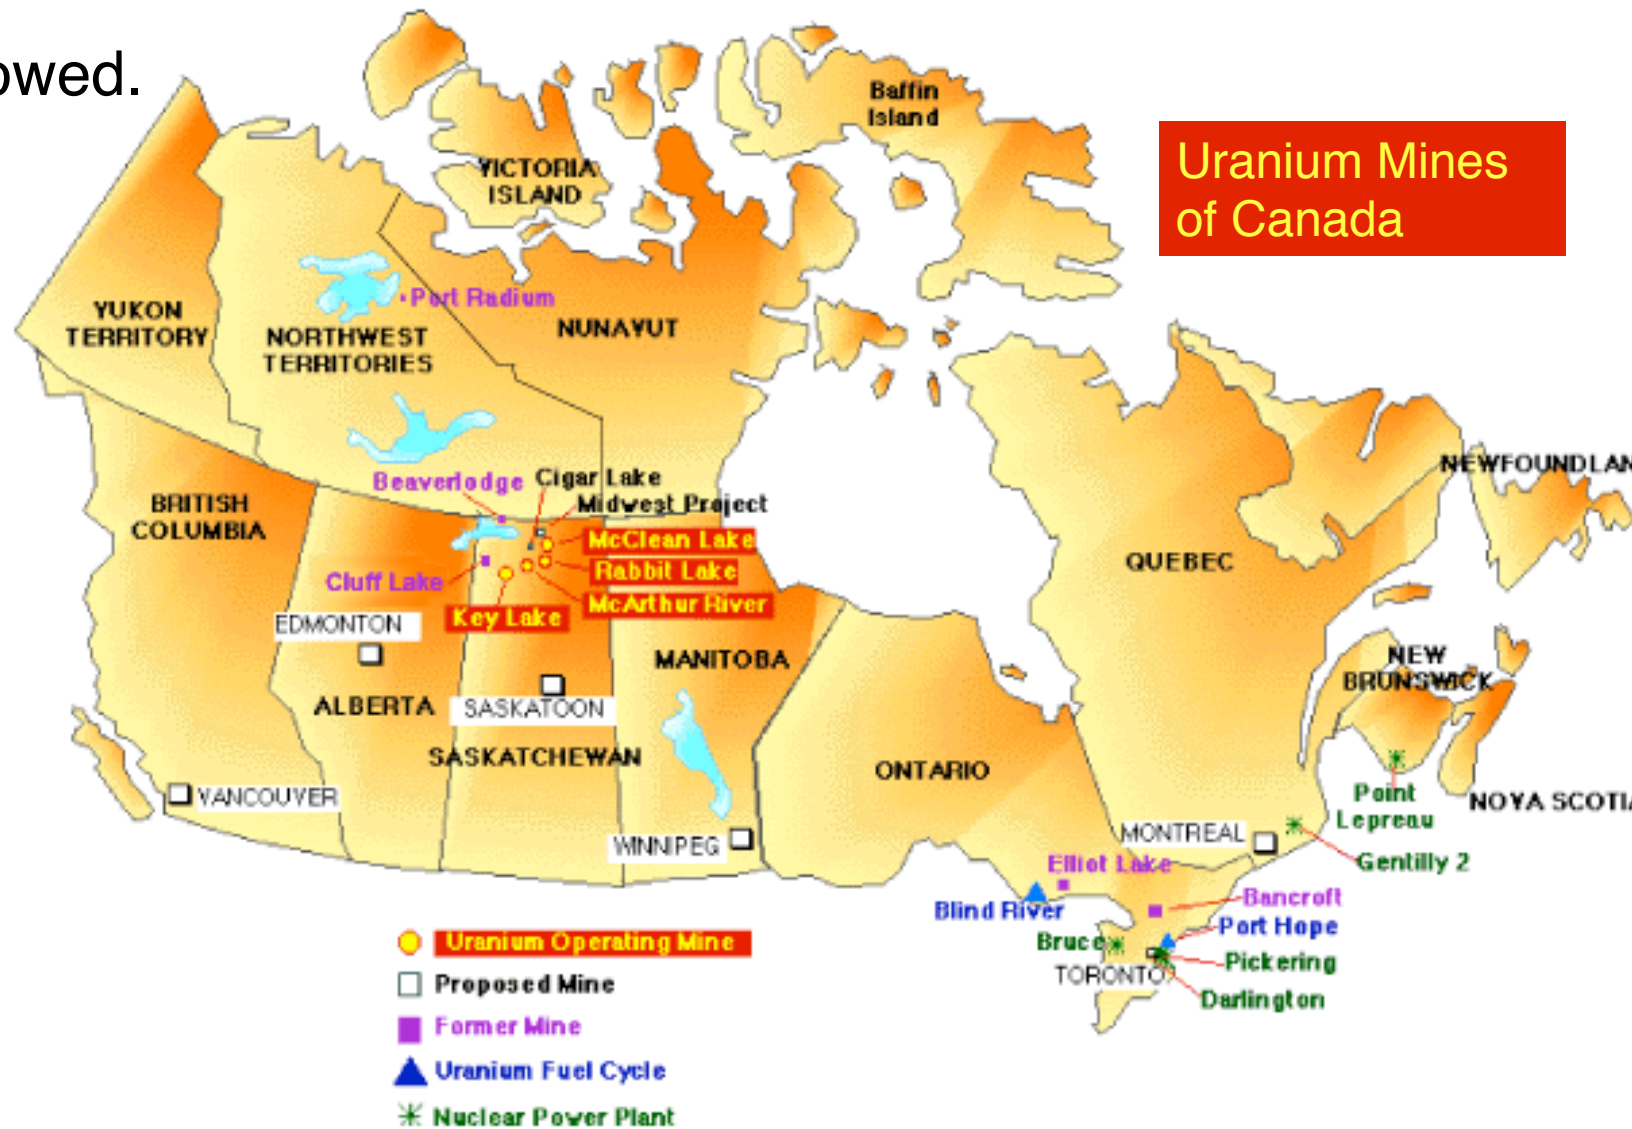 owed.
Uranium Mines
of Canada
Baffin
Island
VICTORIA
ISLAND
YUKON
TERRITORY
NORTHWEST
TERRITORIES
Port Radium
NUNAVUT
Beaverlodge
Cigar Lake
Midwest Project
McClean Lake
Rabbit Lake
McArthur River
Key Lake
Cluff Lake
BRITISH
COLUMBIA
EDMONTON
ALBERTA
SASKATOON
SASKATCHEWAN
MANITOBA
VANCOUVER
WINNIPEG
ONTARIO
QUEBEC
NEWFOUNDLAN
NEW
BRUNSWICK
NOVA SCOTI
Point
Lepreau
MONTREAL
Gentilly 2
Elliot Lake
Blind River
Bancroft
Port Hope
Bruce
Pickering
TORONTO
Darlington
Uranium Operating Mine
Proposed Mine
Former Mine
Uranium Fuel Cycle
Nuclear Power Plant